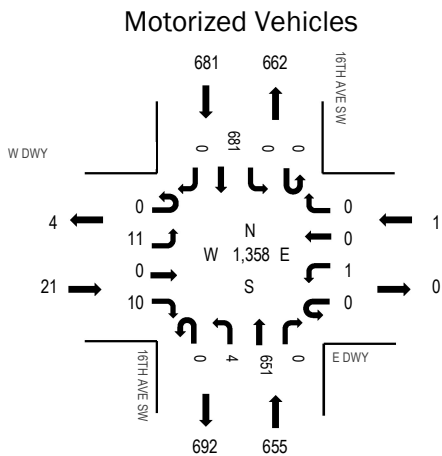 Motorized Vehicles
681 662
16TH AVE SW
0 681 0 0
W DWY
0 0
4 1
N
11 0
W 1,358 E
21 0 1 0
S
10 0
0 4 651 0
16TH AVE SW
E DWY
692 655